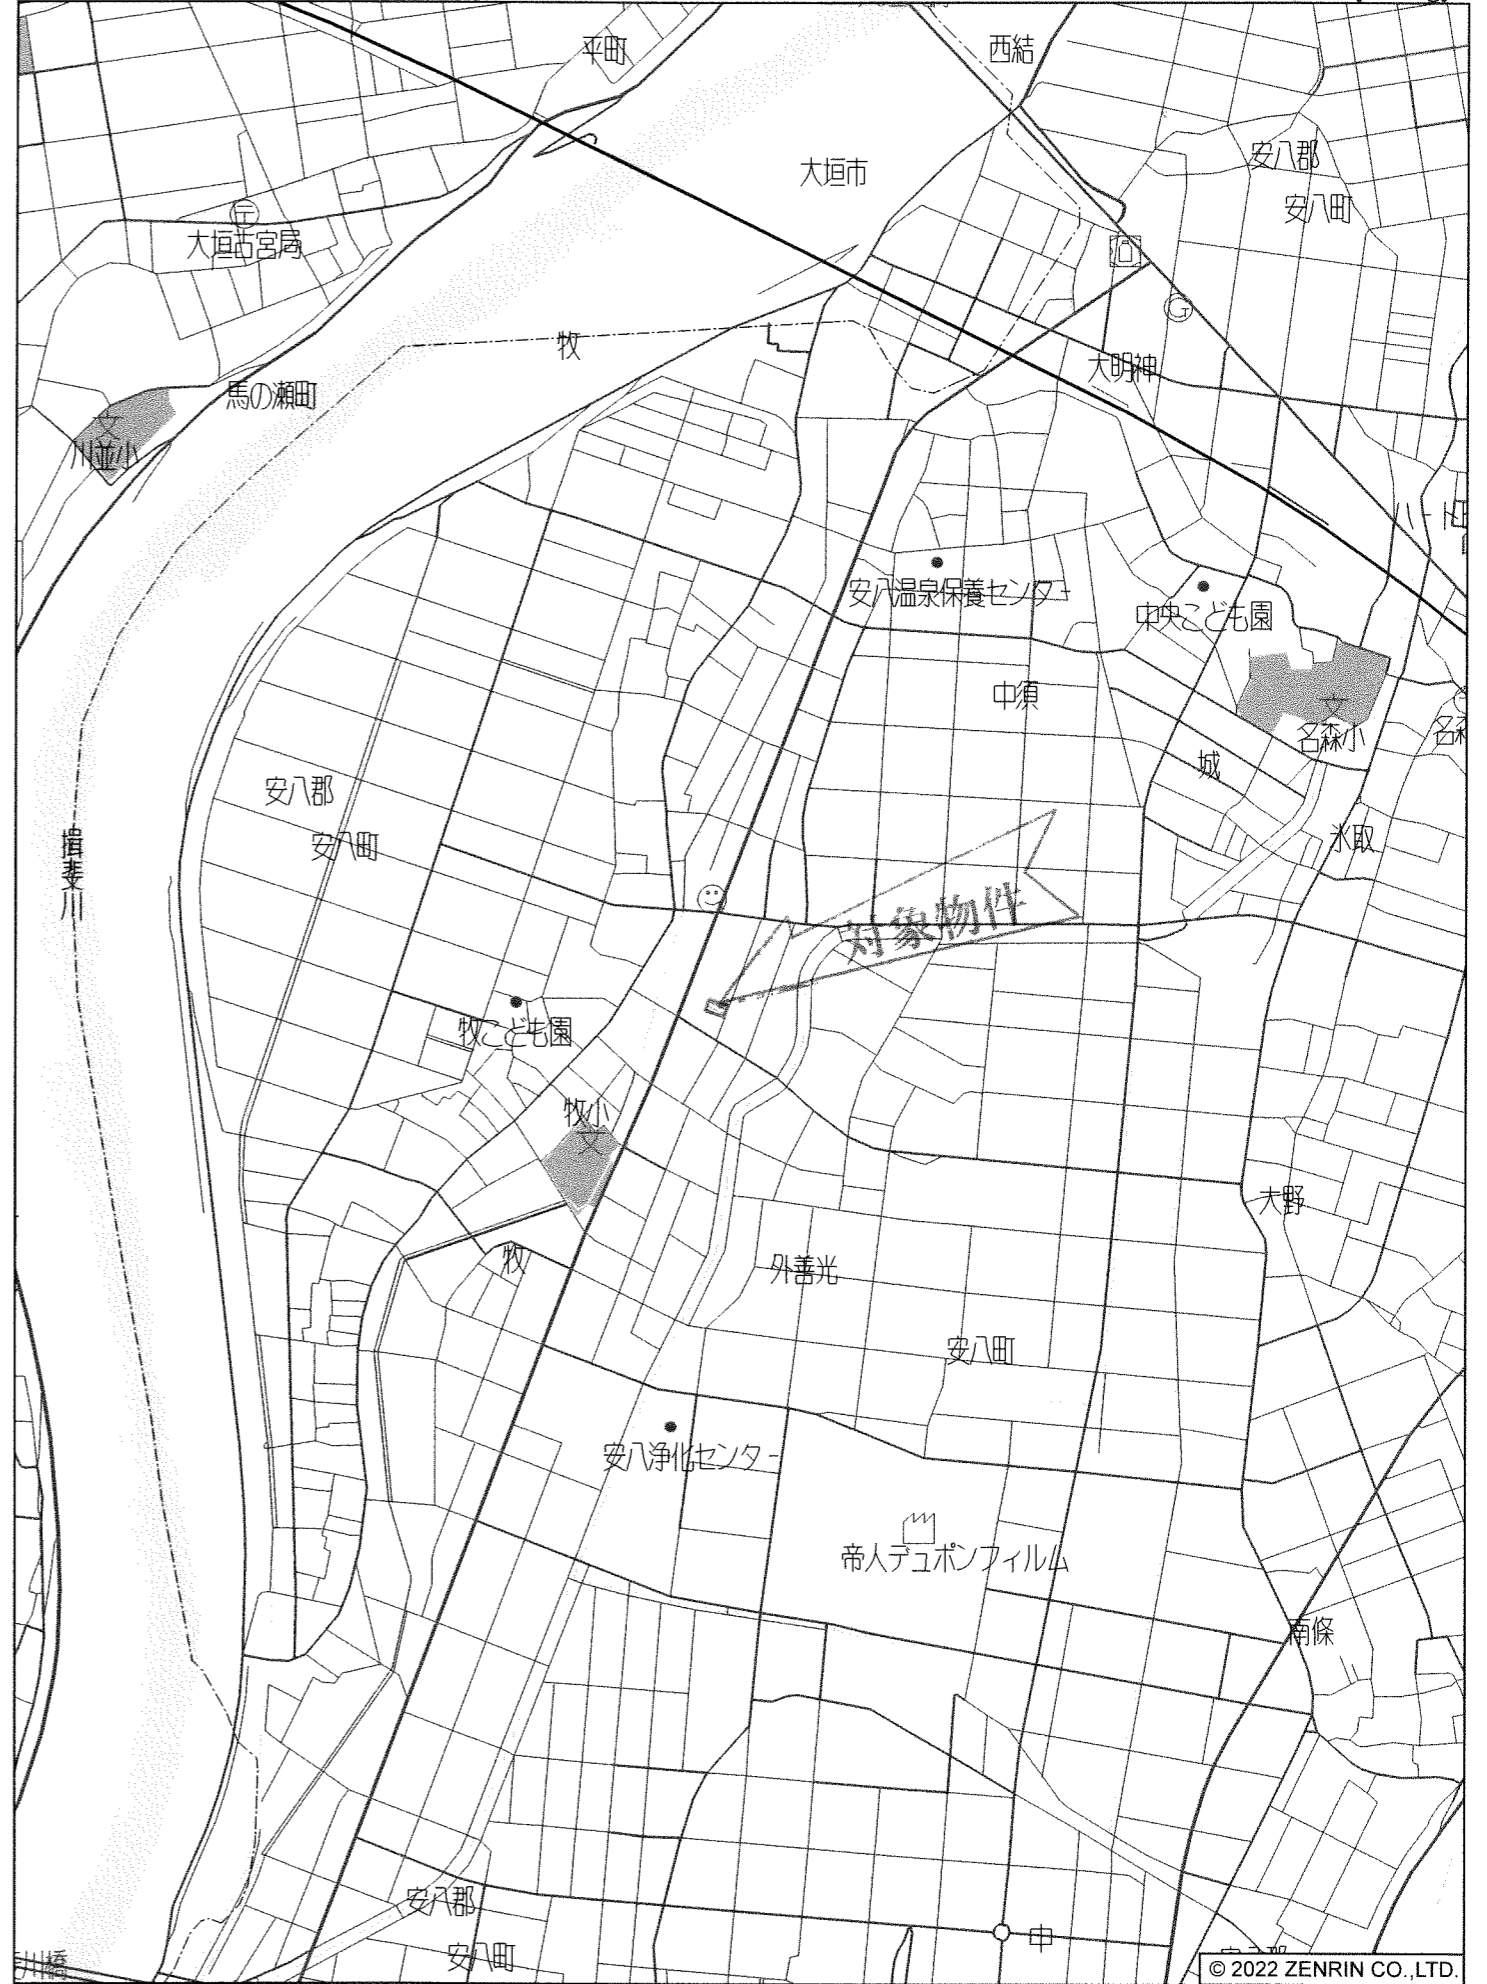 平町
西結
大垣市
安八郡
安八町
〒
大垣古宮局
G
牧
大明神
馬の瀬町
文
川並小
安八温泉保養センター
中央こども園
中須
文
名森小
城
安八郡
安八町
氷取
揖斐川
対象物件
牧こども園
牧小
文
大野
牧
外善光
安八町
安八浄化センター
帝人デュポンフィルム
南條
安八郡
安八町
中
川橋
© 2022 ZENRIN CO.,LTD.